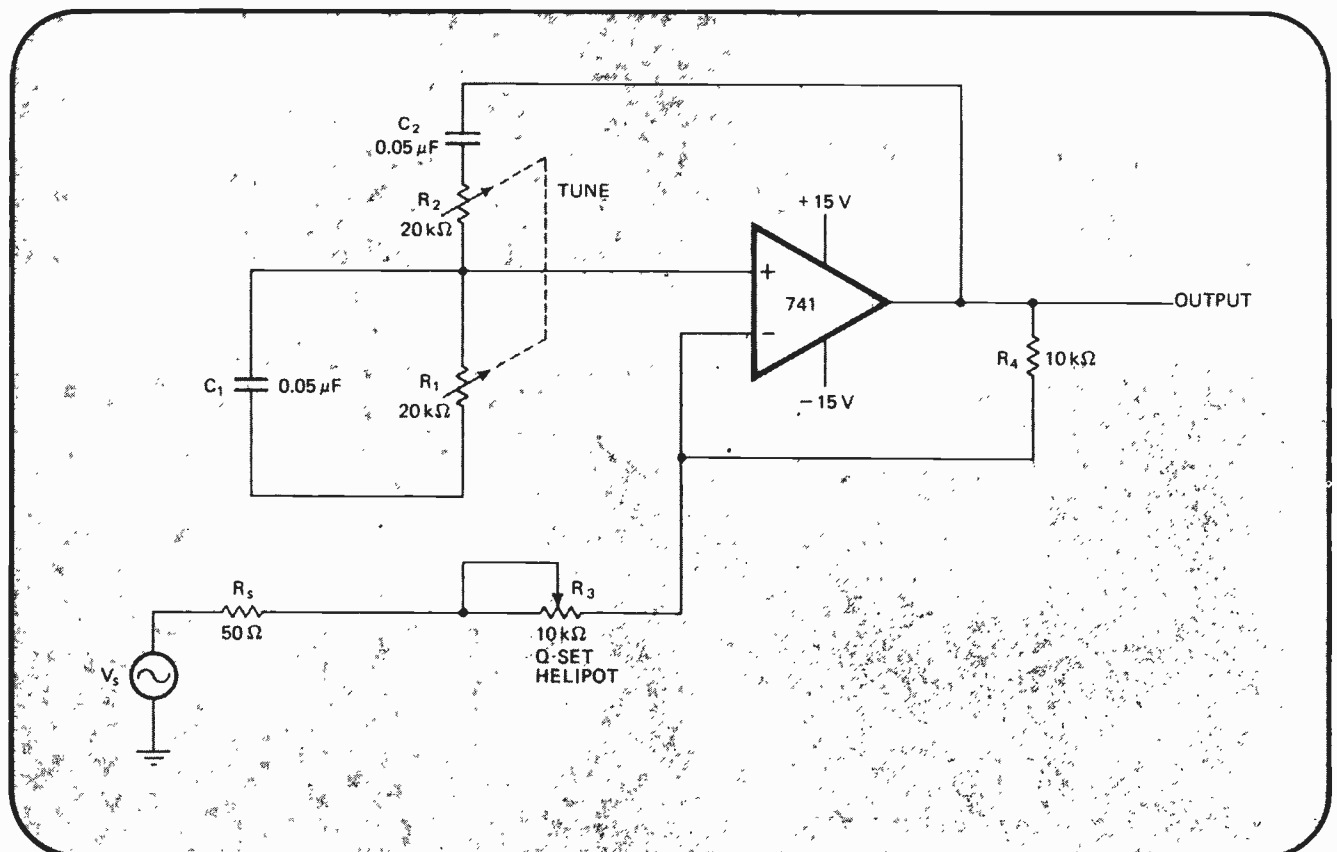 C₂
0.05 μF
R₂
20 kΩ
TUNE
+15 V
+
741
−
−15 V
OUTPUT
R₄ 10 kΩ
C₁ 0.05 μF
R₁
20 kΩ
Rₛ
50 Ω
R₃
10 kΩ
Q-SET
HELIPOT
Vₛ